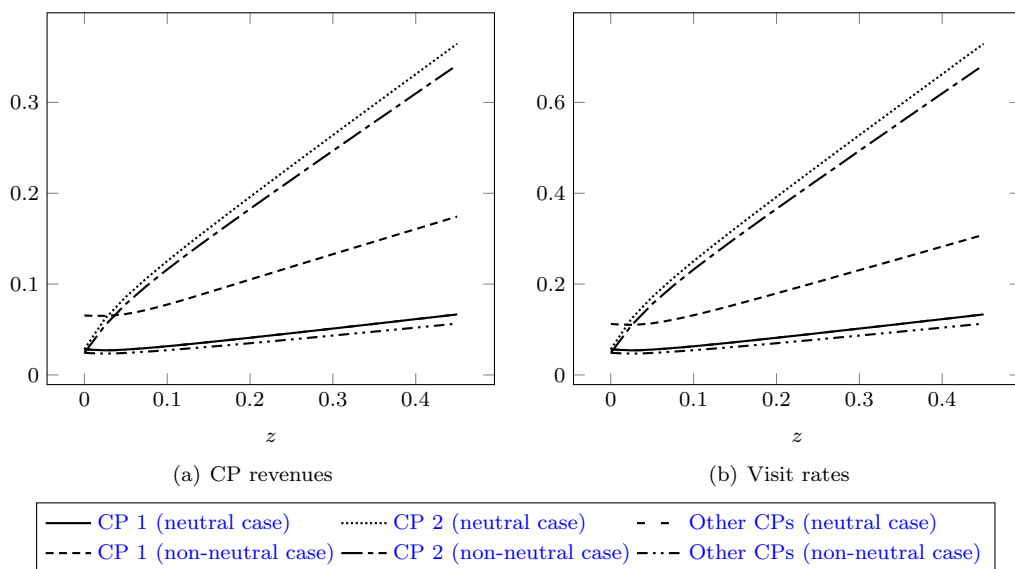 0.3
0.2
0.1
0
0 0.1 0.2 0.3 0.4
z
(a) CP revenues
0.6
0.4
0.2
0
0 0.1 0.2 0.3 0.4
z
(b) Visit rates
CP 1 (neutral case) CP 2 (neutral case) Other CPs (neutral case)
CP 1 (non-neutral case) CP 2 (non-neutral case) Other CPs (non-neutral case)